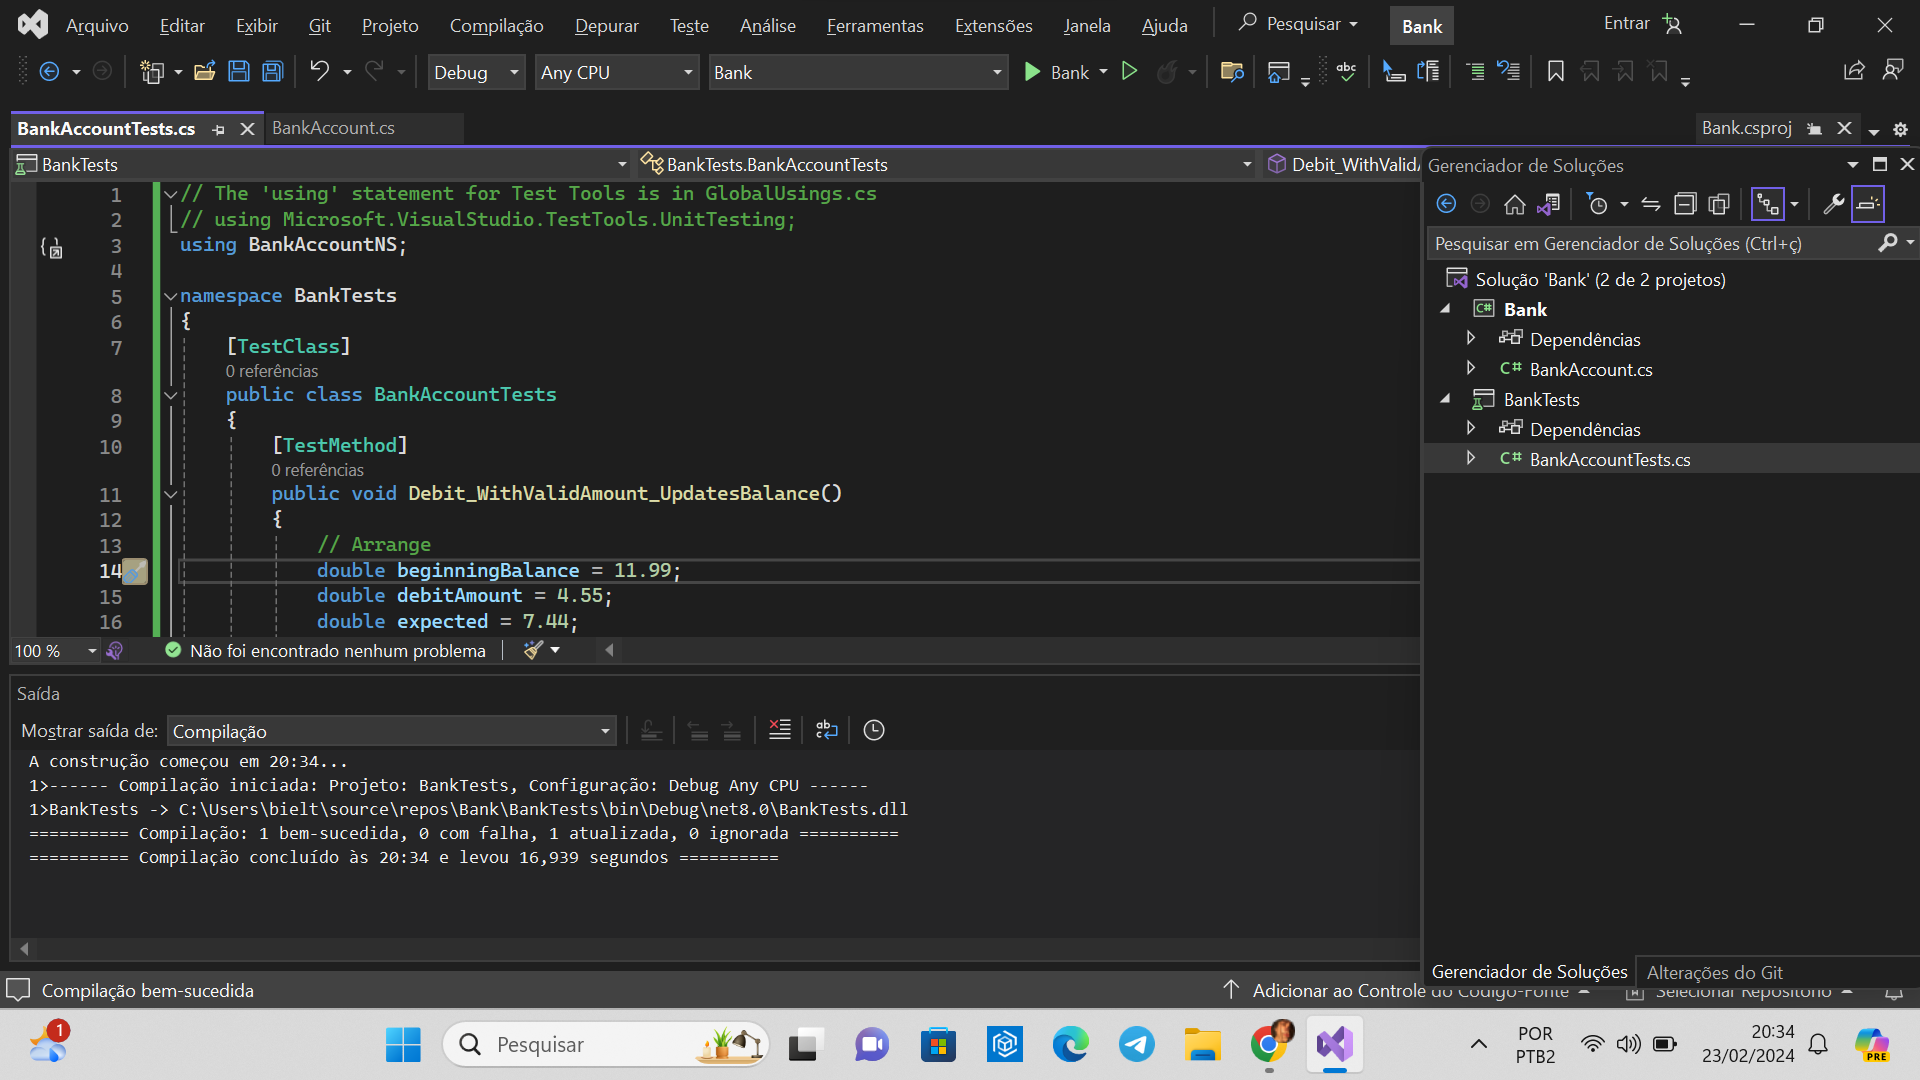 Arquivo Editar Exibir Git Projeto Compilação Depurar Teste Análise Ferramentas Extensões Janela Ajuda Pesquisar Bank Entrar
Debug Any CPU Bank Bank
BankAccountTests.cs BankAccount.cs Bank.csproj
BankTests BankTests.BankAccountTests Debit_WithValidA
1 // The 'using' statement for Test Tools is in GlobalUsings.cs
2 // using Microsoft.VisualStudio.TestTools.UnitTesting;
3 using BankAccountNS;
4
5 namespace BankTests
6 {
7 [TestClass]
0 referências
8 public class BankAccountTests
9 {
10 [TestMethod]
0 referências
11 public void Debit_WithValidAmount_UpdatesBalance()
12 {
13 // Arrange
14 double beginningBalance = 11.99;
15 double debitAmount = 4.55;
16 double expected = 7.44;
100 % Não foi encontrado nenhum problema
Saída
Mostrar saída de: Compilação
A construção começou em 20:34...
1>------ Compilação iniciada: Projeto: BankTests, Configuração: Debug Any CPU ------
1>BankTests -> C:\Users\bielt\source\repos\Bank\BankTests\bin\Debug\net8.0\BankTests.dll
========== Compilação: 1 bem-sucedida, 0 com falha, 1 atualizada, 0 ignorada ==========
========== Compilação concluído às 20:34 e levou 16,939 segundos ==========
Gerenciador de Soluções
Pesquisar em Gerenciador de Soluções (Ctrl+ç)
Solução 'Bank' (2 de 2 projetos)
C# Bank
Dependências
C# BankAccount.cs
BankTests
Dependências
C# BankAccountTests.cs
Gerenciador de Soluções Alterações do Git
Compilação bem-sucedida Adicionar ao Controle do Código-Fonte Selecionar Repositório
1 Pesquisar POR 20:34
PTB2 23/02/2024 PRE